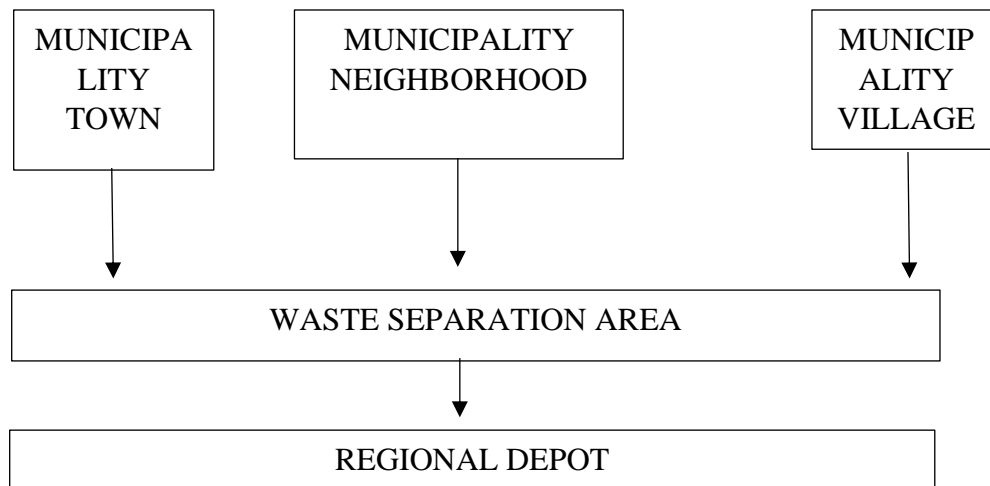 MUNICIPA
LITY
TOWN
MUNICIPALITY
NEIGHBORHOOD
MUNICIP
ALITY
VILLAGE
WASTE SEPARATION AREA
REGIONAL DEPOT